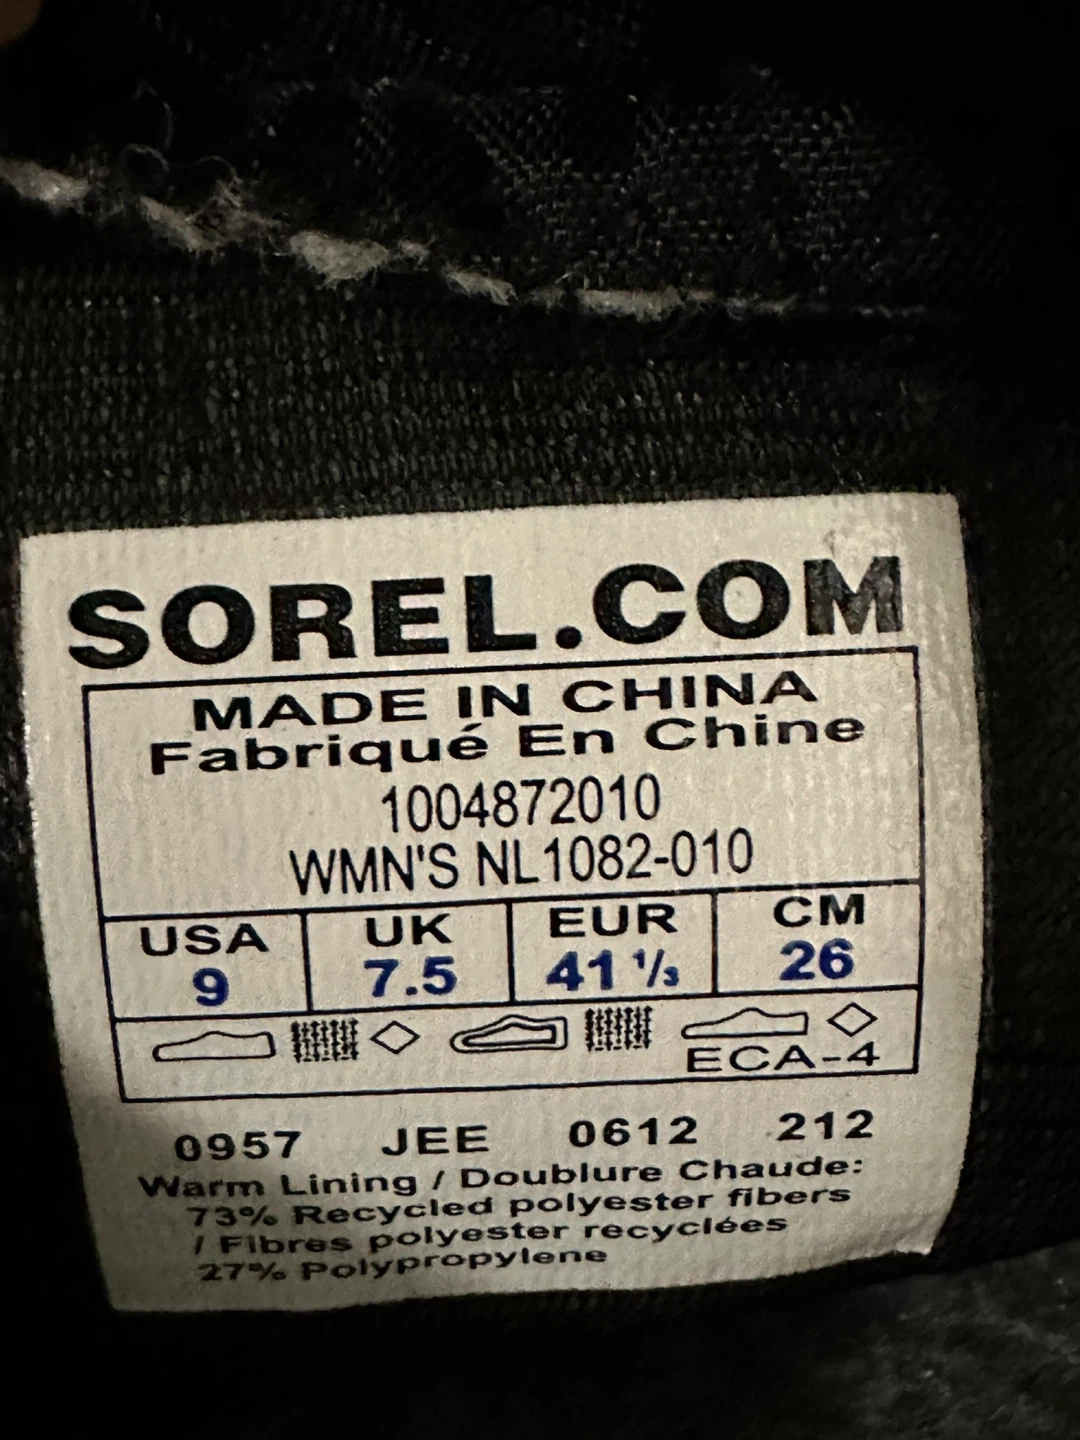 SOREL.COM
MADE IN CHINA
Fabriqué En Chine
1004872010
WMN'S NL1082-010
USA UK EUR CM
9 7.5 41 1/3 26
ECA-4
0957 JEE 0612 212
Warm Lining / Doublure Chaude:
73% Recycled polyester fibers
/ Fibres polyester recyclées
27% Polypropylene